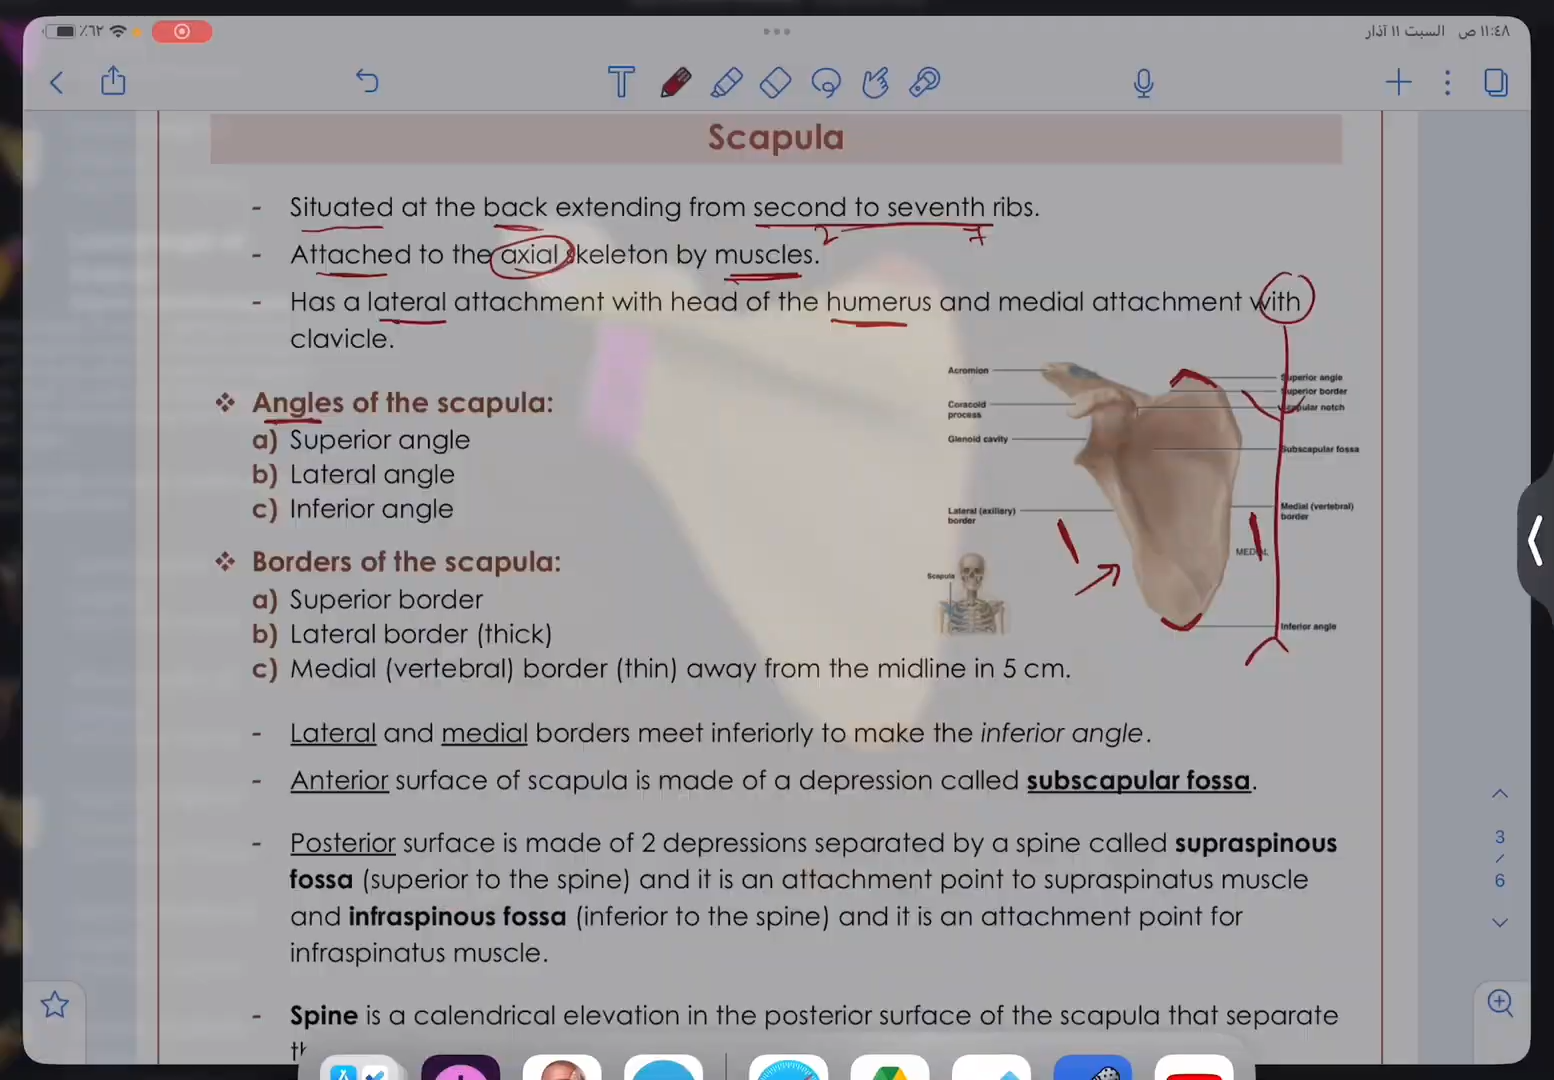 ٪٦٢
السبت ١١ آذار ١١:٤٨ ص
Scapula
- Situated at the back extending from second to seventh ribs.
2 7
- Attached to the axial skeleton by muscles.
- Has a lateral attachment with head of the humerus and medial attachment with
clavicle.
❖ Angles of the scapula:
a) Superior angle
b) Lateral angle
c) Inferior angle
Acromion
Coracoid
process
Glenoid cavity
Lateral (axillary)
border
Scapula
Superior angle
Superior border
Subscapular fossa
Medial (vertebral)
border
MEDIAL
Inferior angle
❖ Borders of the scapula:
a) Superior border
b) Lateral border (thick)
c) Medial (vertebral) border (thin) away from the midline in 5 cm.
- Lateral and medial borders meet inferiorly to make the inferior angle.
- Anterior surface of scapula is made of a depression called subscapular fossa.
- Posterior surface is made of 2 depressions separated by a spine called supraspinous
fossa (superior to the spine) and it is an attachment point to supraspinatus muscle
and infraspinous fossa (inferior to the spine) and it is an attachment point for
infraspinatus muscle.
- Spine is a calendrical elevation in the posterior surface of the scapula that separate
3
/
6